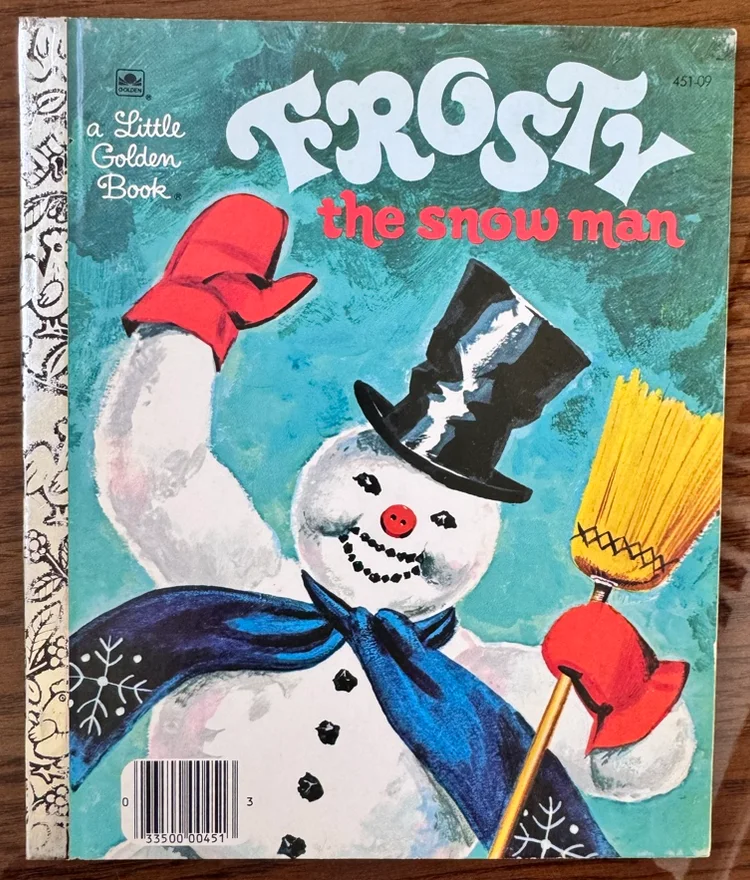 GOLDEN
®
a Little
Golden
Book®
451-09
FROSTY
the snow man
0 33500 00451 3